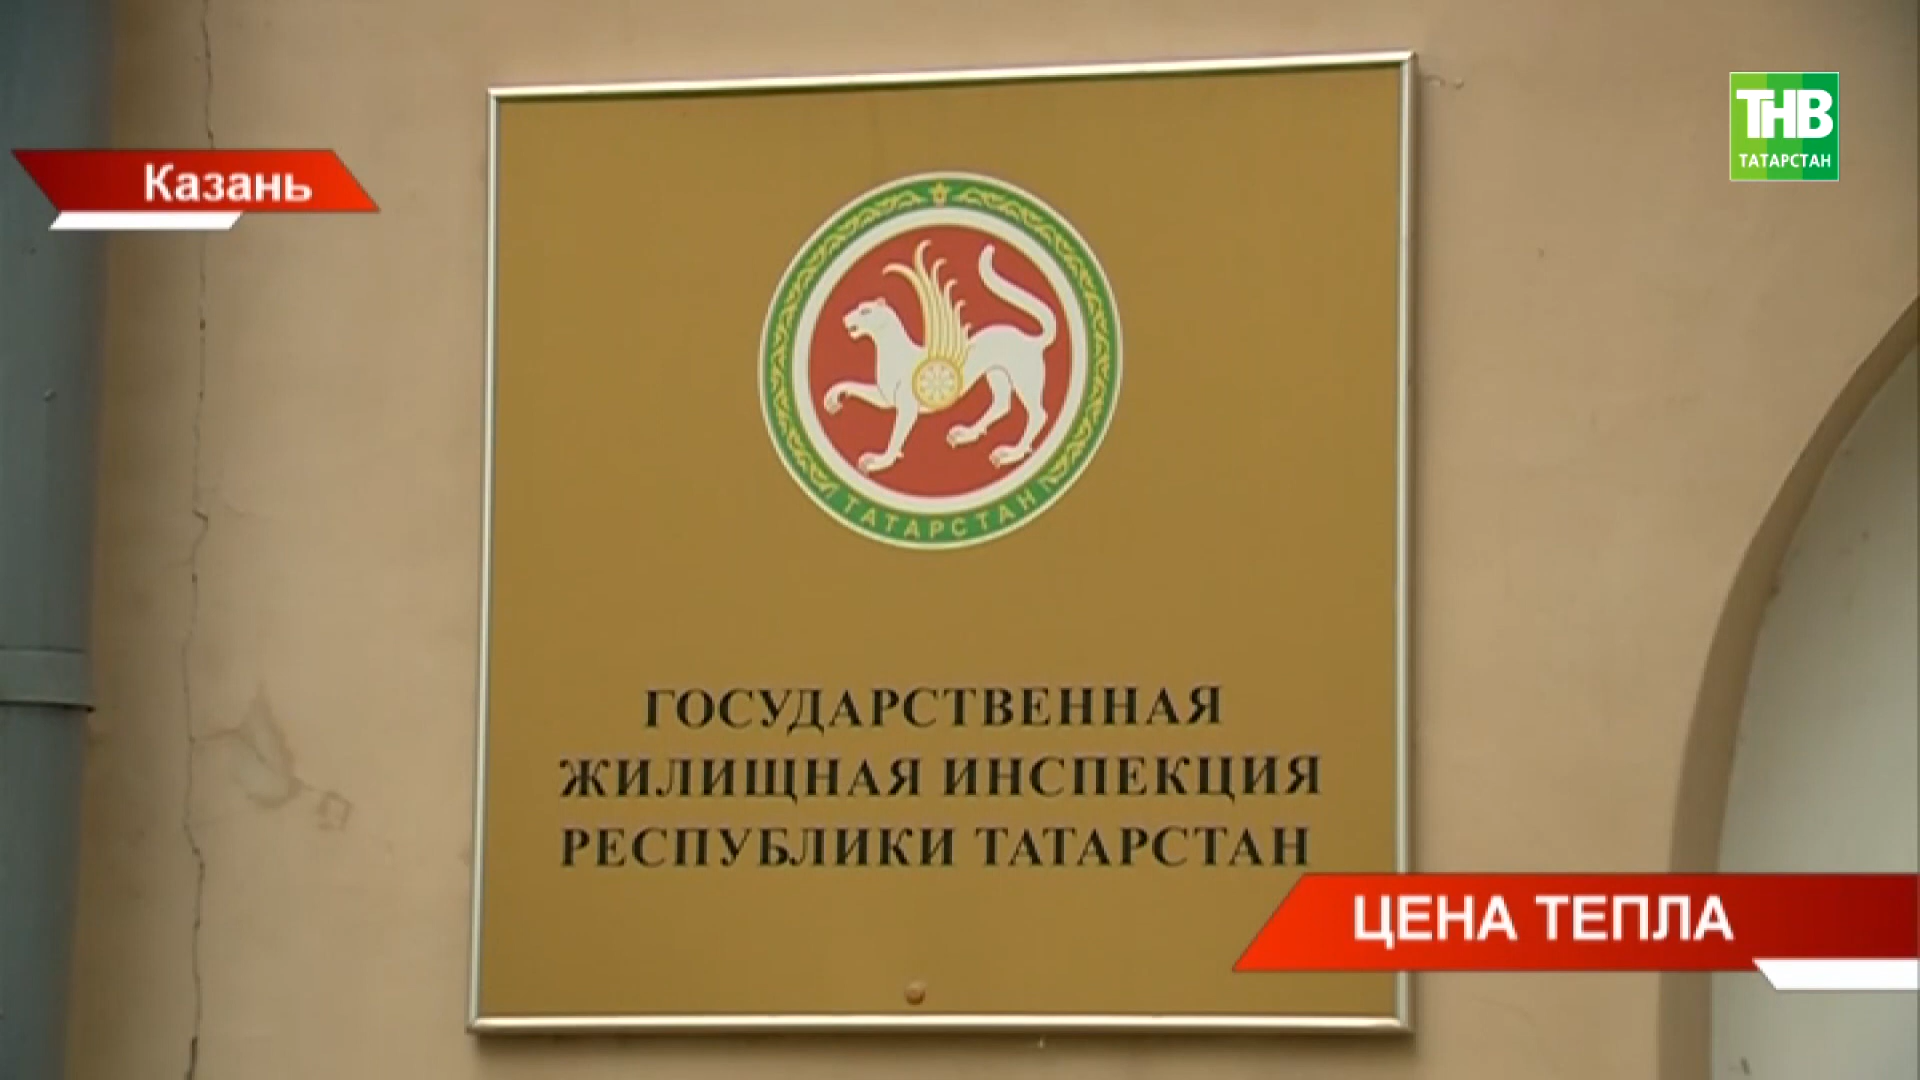 ТНВ
ТАТАРСТАН
Казань
ТАТАРСТАН
ГОСУДАРСТВЕННАЯ
ЖИЛИЩНАЯ ИНСПЕКЦИЯ
РЕСПУБЛИКИ ТАТАРСТАН
ЦЕНА ТЕПЛА